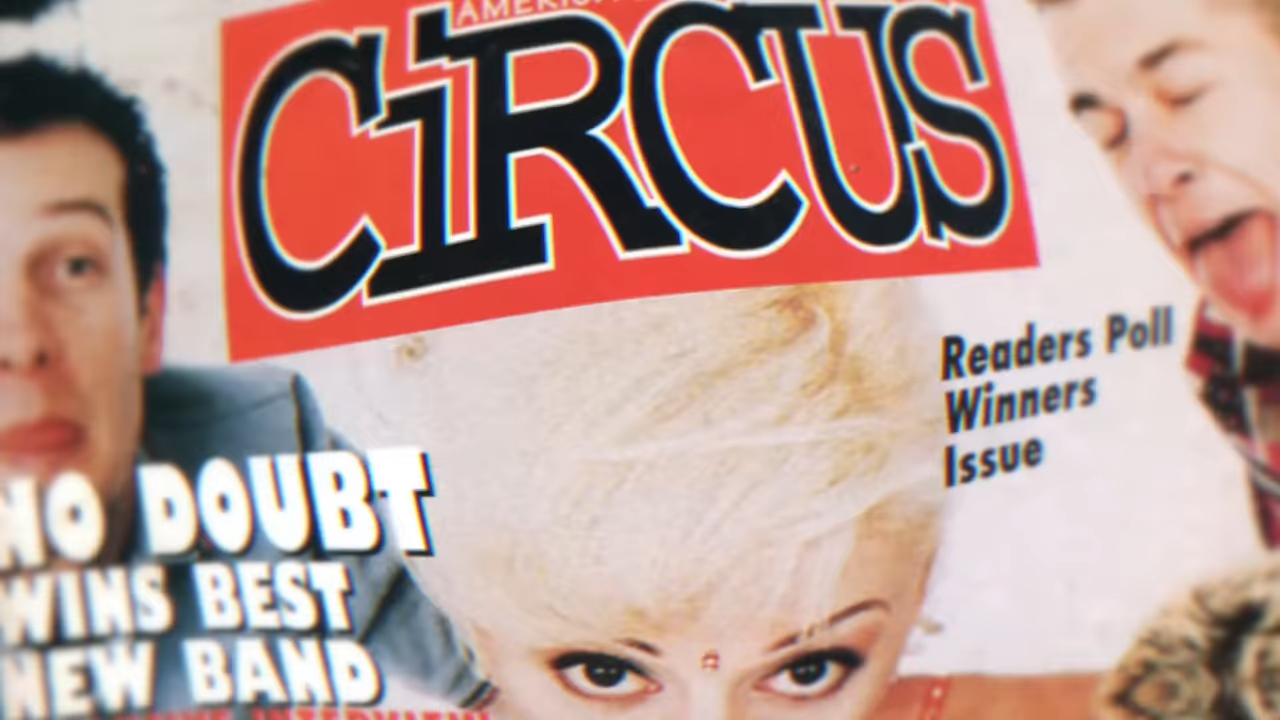 CiRCUS
Readers Poll
Winners
Issue
NO DOUBT
WINS BEST
NEW BAND